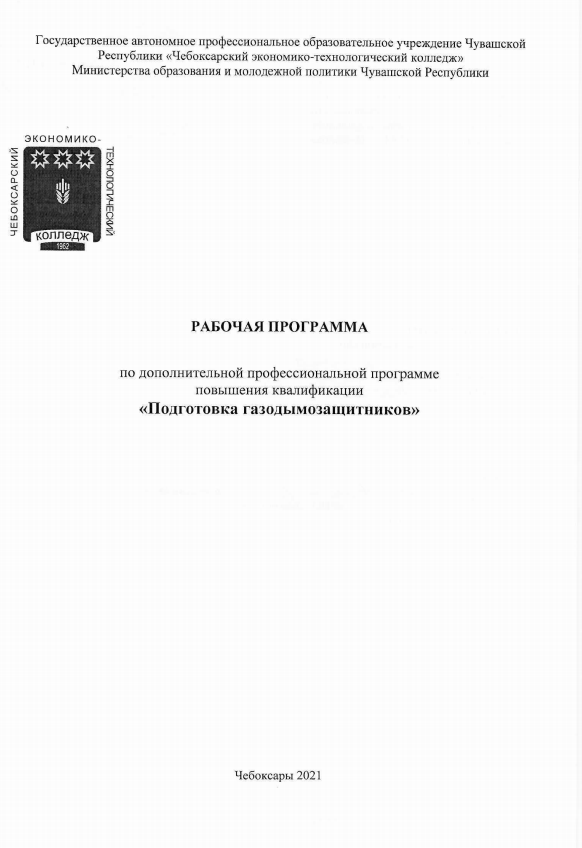 Государственное автономное профессиональное образовательное учреждение Чувашской
Республики «Чебоксарский экономико-технологический колледж»
Министерства образования и молодежной политики Чувашской Республики
ЧЕБОКСАРСКИЙ
ЭКОНОМИКО-
ТЕХНОЛОГИЧЕСКИЙ
КОЛЛЕДЖ
1962
РАБОЧАЯ ПРОГРАММА
по дополнительной профессиональной программе
повышения квалификации
«Подготовка газодымозащитников»
Чебоксары 2021